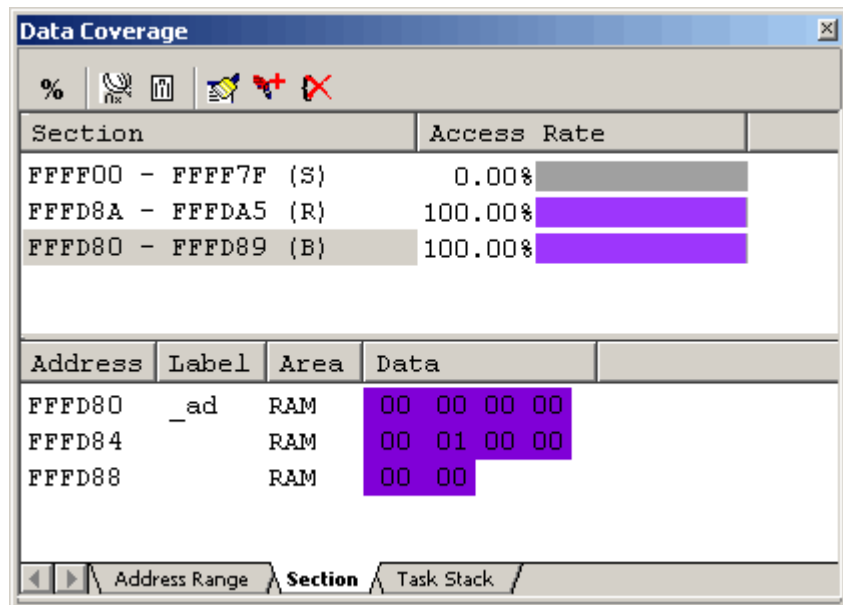 Data Coverage
%
Section Access Rate
FFFF00 - FFFF7F (S) 0.00%
FFFD8A - FFFDA5 (R) 100.00%
FFFD80 - FFFD89 (B) 100.00%
Address Label Area Data
FFFD80 _ad RAM 00 00 00 00
FFFD84 RAM 00 01 00 00
FFFD88 RAM 00 00
Address Range Section Task Stack